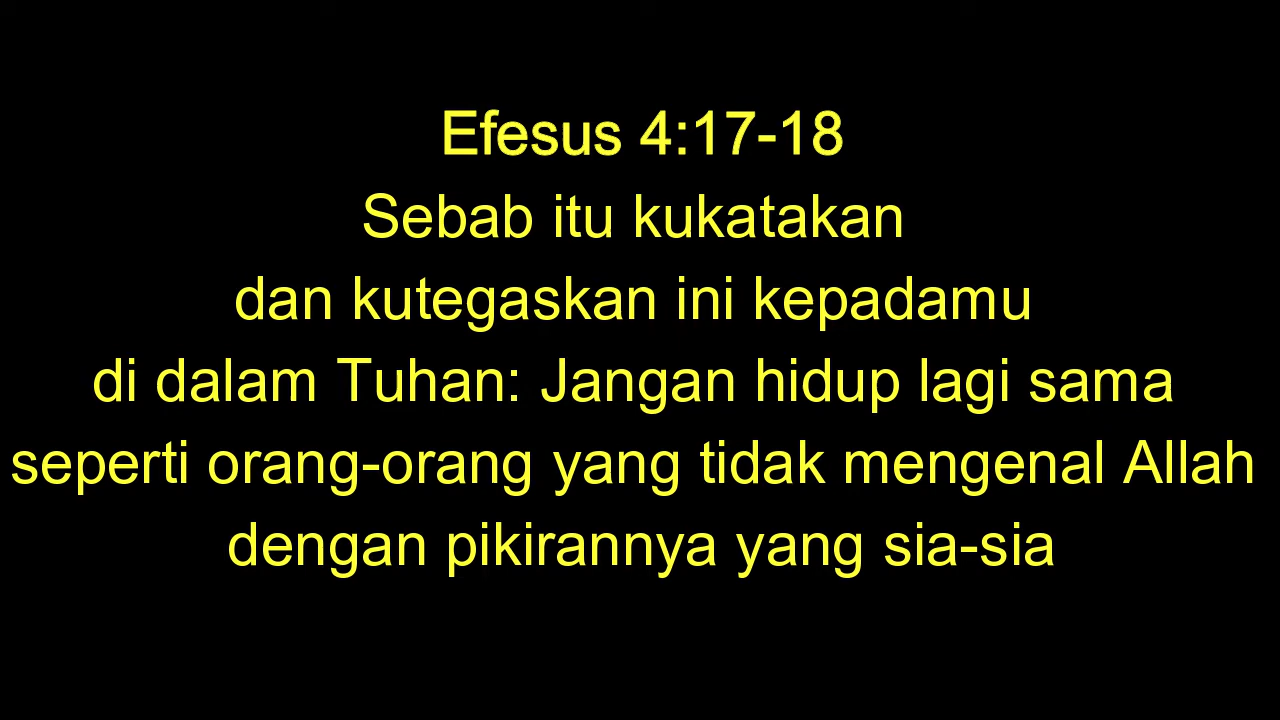 Efesus 4:17-18
Sebab itu kukatakan
dan kutegaskan ini kepadamu
di dalam Tuhan: Jangan hidup lagi sama
seperti orang-orang yang tidak mengenal Allah
dengan pikirannya yang sia-sia